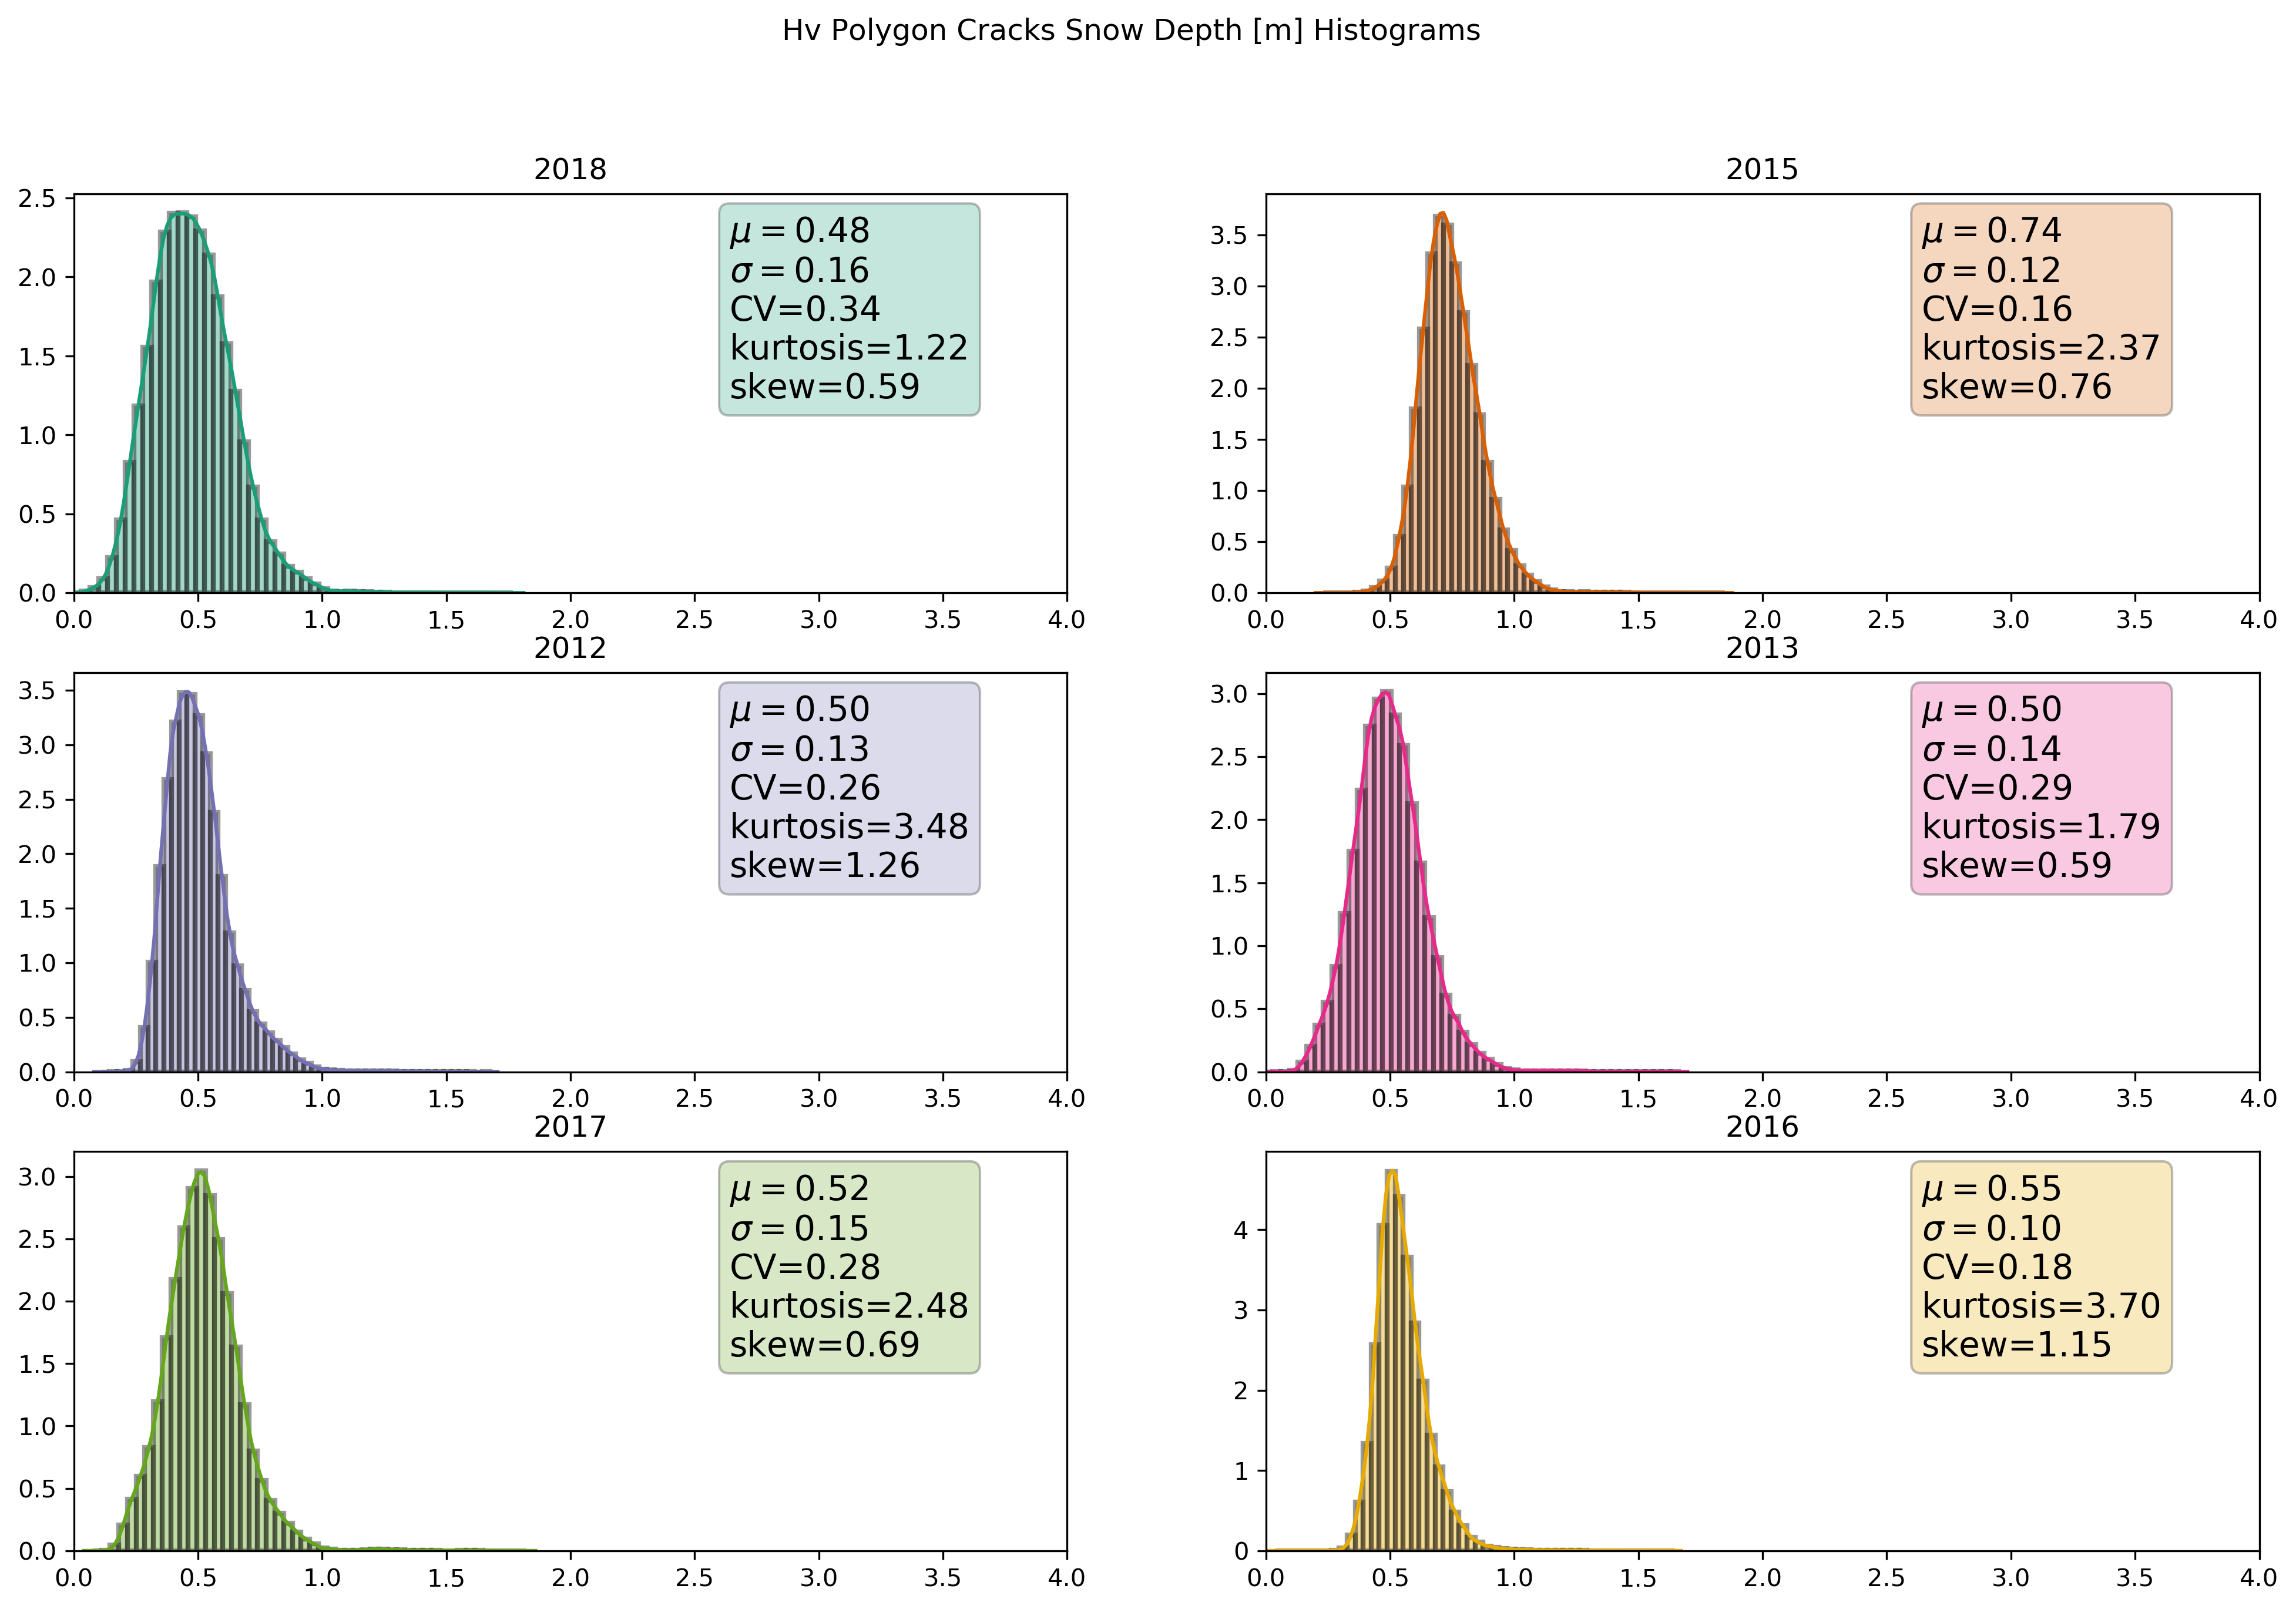 Hv Polygon Cracks Snow Depth [m] Histograms
2018
2.5
2.0
1.5
1.0
0.5
0.0
μ = 0.48
σ = 0.16
CV=0.34
kurtosis=1.22
skew=0.59
0.0 0.5 1.0 1.5 2.0 2.5 3.0 3.5 4.0
2015
3.5
3.0
2.5
2.0
1.5
1.0
0.5
0.0
μ = 0.74
σ = 0.12
CV=0.16
kurtosis=2.37
skew=0.76
0.0 0.5 1.0 1.5 2.0 2.5 3.0 3.5 4.0
2012
3.5
3.0
2.5
2.0
1.5
1.0
0.5
0.0
μ = 0.50
σ = 0.13
CV=0.26
kurtosis=3.48
skew=1.26
0.0 0.5 1.0 1.5 2.0 2.5 3.0 3.5 4.0
2013
3.0
2.5
2.0
1.5
1.0
0.5
0.0
μ = 0.50
σ = 0.14
CV=0.29
kurtosis=1.79
skew=0.59
0.0 0.5 1.0 1.5 2.0 2.5 3.0 3.5 4.0
2017
3.0
2.5
2.0
1.5
1.0
0.5
0.0
μ = 0.52
σ = 0.15
CV=0.28
kurtosis=2.48
skew=0.69
0.0 0.5 1.0 1.5 2.0 2.5 3.0 3.5 4.0
2016
4
3
2
1
0
μ = 0.55
σ = 0.10
CV=0.18
kurtosis=3.70
skew=1.15
0.0 0.5 1.0 1.5 2.0 2.5 3.0 3.5 4.0